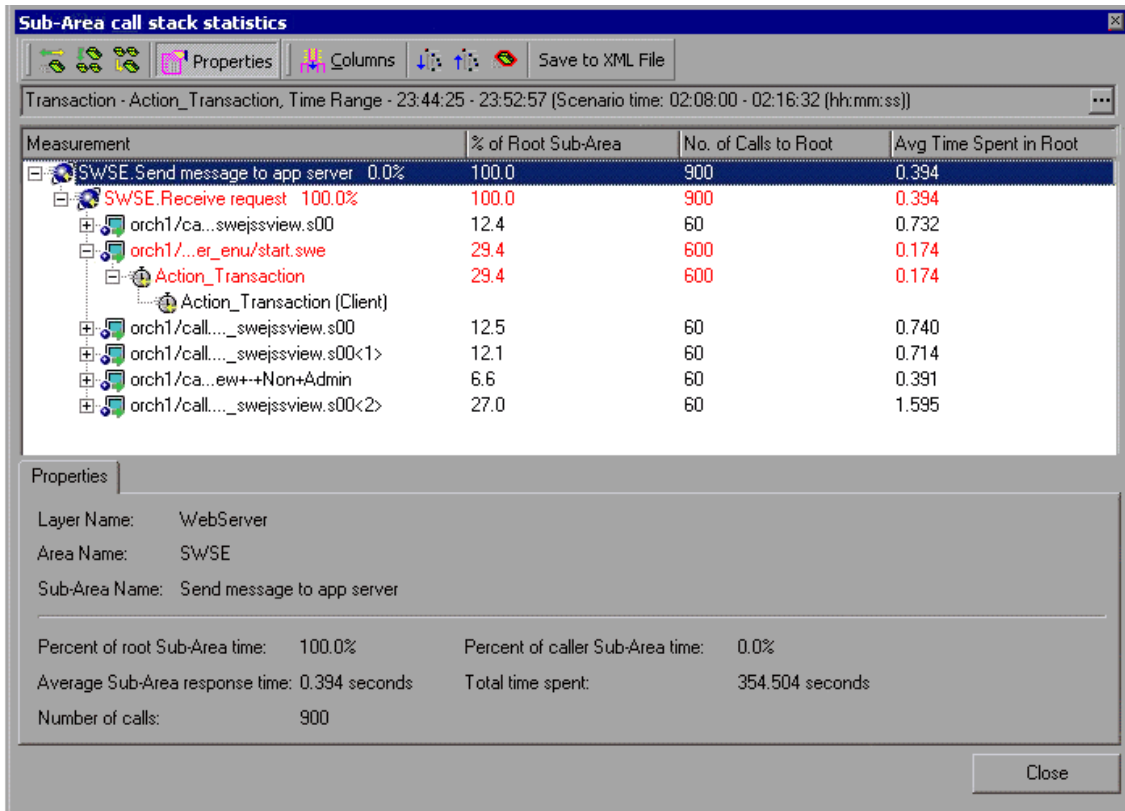 Sub-Area call stack statistics
Properties Columns Save to XML File
Transaction - Action_Transaction, Time Range - 23:44:25 - 23:52:57 (Scenario time: 02:08:00 - 02:16:32 (hh:mm:ss))
Measurement % of Root Sub-Area No. of Calls to Root Avg Time Spent in Root
SWSE.Send message to app server 0.0% 100.0 900 0.394
SWSE.Receive request 100.0% 100.0 900 0.394
orch1/ca...swejssview.s00 12.4 60 0.732
orch1/...er_enu/start.swe 29.4 600 0.174
Action_Transaction 29.4 600 0.174
Action_Transaction (Client)
orch1/call...._swejssview.s00 12.5 60 0.740
orch1/call...._swejssview.s00<1> 12.1 60 0.714
orch1/ca...ew+-+Non+Admin 6.6 60 0.391
orch1/call...._swejssview.s00<2> 27.0 60 1.595
Properties
Layer Name: WebServer
Area Name: SWSE
Sub-Area Name: Send message to app server
Percent of root Sub-Area time: 100.0% Percent of caller Sub-Area time: 0.0%
Average Sub-Area response time: 0.394 seconds Total time spent: 354.504 seconds
Number of calls: 900
Close